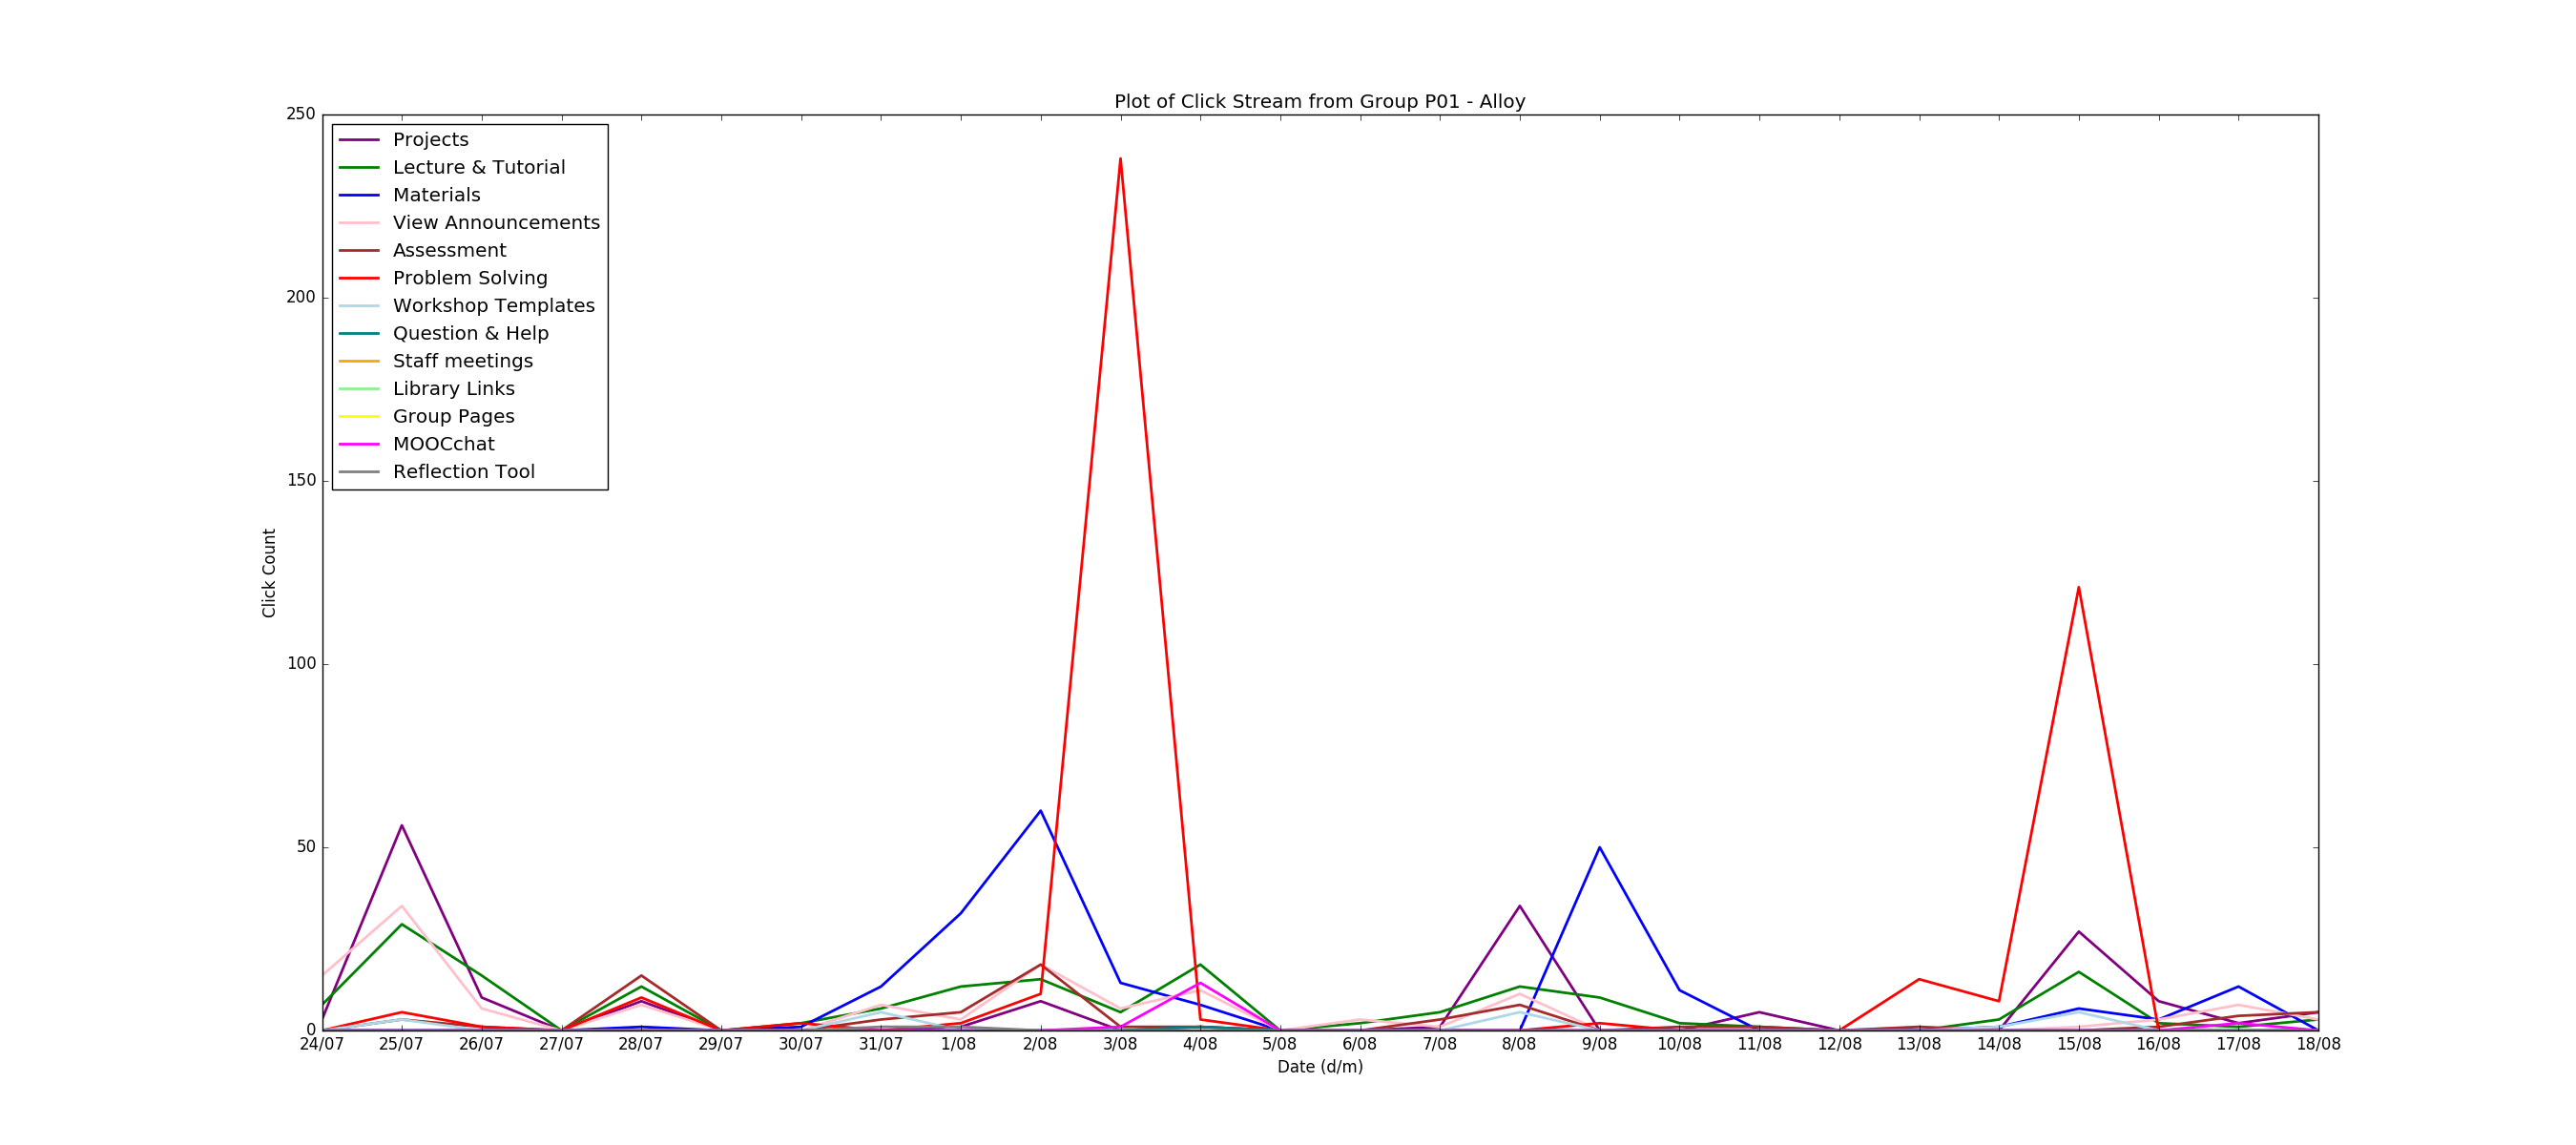 Plot of Click Stream from Group P01 - Alloy
250
200
150
100
50
0
Click Count
Projects
Lecture & Tutorial
Materials
View Announcements
Assessment
Problem Solving
Workshop Templates
Question & Help
Staff meetings
Library Links
Group Pages
MOOCchat
Reflection Tool
24/07 25/07 26/07 27/07 28/07 29/07 30/07 31/07 1/08 2/08 3/08 4/08 5/08 6/08 7/08 8/08 9/08 10/08 11/08 12/08 13/08 14/08 15/08 16/08 17/08 18/08
Date (d/m)